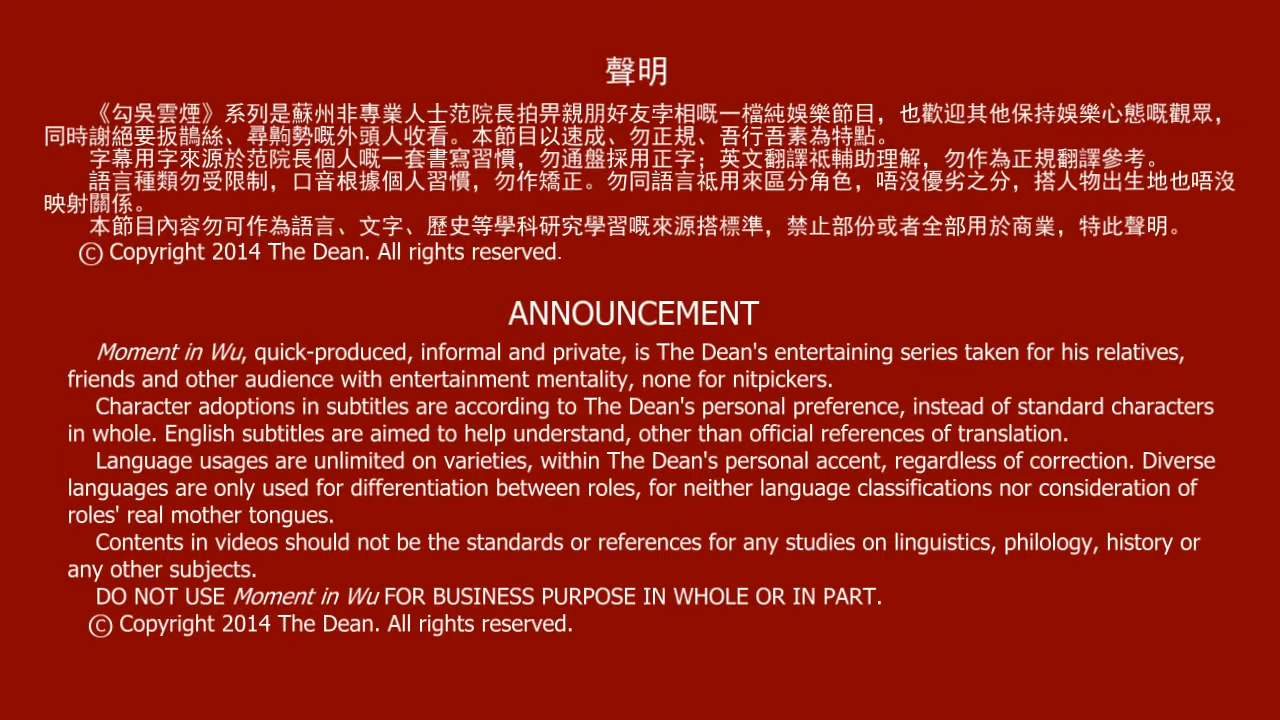 聲明
《勾吳雲煙》系列是蘇州非專業人士范院長拍畀親朋好友孛相嘅一檔純娛樂節目，也歡迎其他保持娛樂心態嘅觀眾，
同時謝絕要扳鵲絲、尋齁勢嘅外頭人收看。本節目以速成、勿正規、吾行吾素為特點。
字幕用字來源於范院長個人嘅一套書寫習慣，勿通盤採用正字；英文翻譯祇輔助理解，勿作為正規翻譯參考。
語言種類勿受限制，口音根據個人習慣，勿作矯正。勿同語言祇用來區分角色，唔沒優劣之分，搭人物出生地也唔沒
映射關係。
本節目內容勿可作為語言、文字、歷史等學科研究學習嘅來源搭標準，禁止部份或者全部用於商業，特此聲明。
© Copyright 2014 The Dean. All rights reserved.
ANNOUNCEMENT
Moment in Wu, quick-produced, informal and private, is The Dean's entertaining series taken for his relatives,
friends and other audience with entertainment mentality, none for nitpickers.
Character adoptions in subtitles are according to The Dean's personal preference, instead of standard characters
in whole. English subtitles are aimed to help understand, other than official references of translation.
Language usages are unlimited on varieties, within The Dean's personal accent, regardless of correction. Diverse
languages are only used for differentiation between roles, for neither language classifications nor consideration of
roles' real mother tongues.
Contents in videos should not be the standards or references for any studies on linguistics, philology, history or
any other subjects.
DO NOT USE Moment in Wu FOR BUSINESS PURPOSE IN WHOLE OR IN PART.
© Copyright 2014 The Dean. All rights reserved.